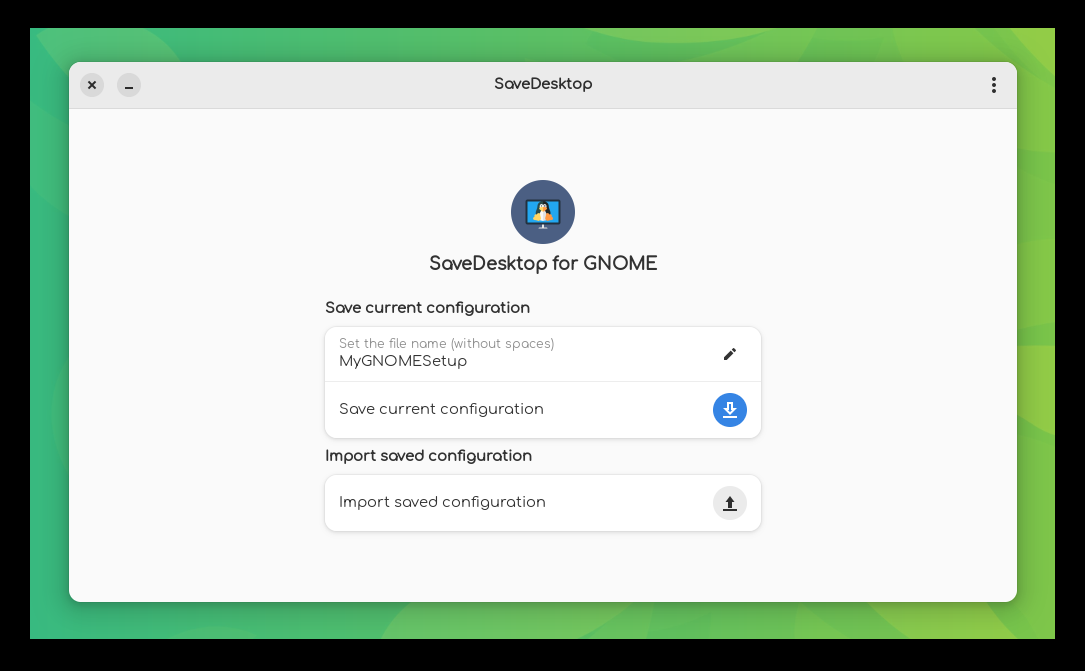 SaveDesktop
SaveDesktop for GNOME
Save current configuration
Set the file name (without spaces)
MyGNOMESetup
Save current configuration
Import saved configuration
Import saved configuration